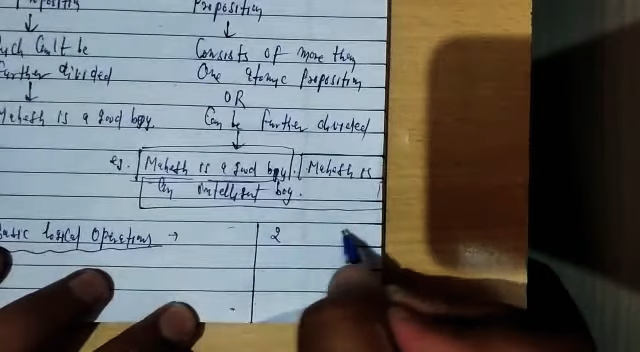 Proposition
Such Can't be Consists of more than
Further divided One atomic Proposition
OR
Mahesh is a good boy. Can be further divided
eg. Mahesh is a good boy. Mahesh is
an intelligent boy.
Basic logical Operations → 2